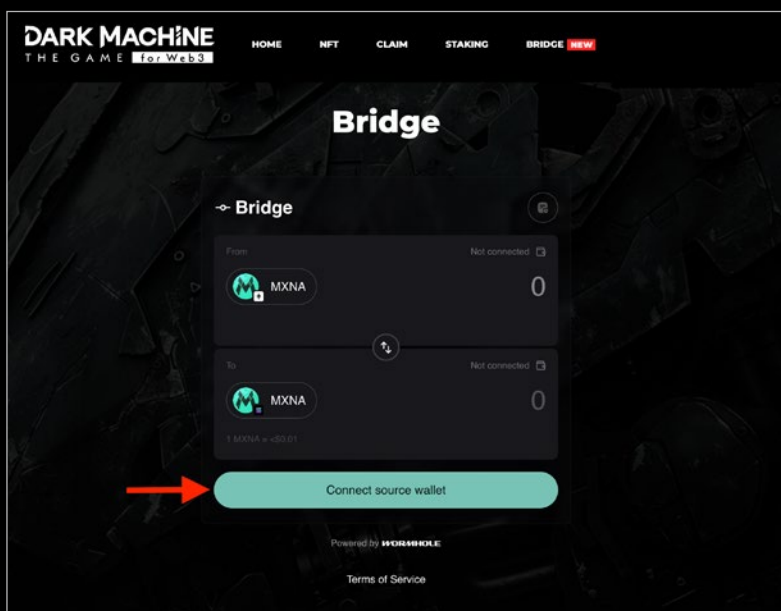 DARK MACHINE
THE GAME for Web3
HOME NFT CLAIM STAKING BRIDGE NEW
Bridge
Bridge
From Not connected
MXNA 0
To Not connected
MXNA 0
1 MXNA = <$0.01
Connect source wallet
Powered by WORMHOLE
Terms of Service